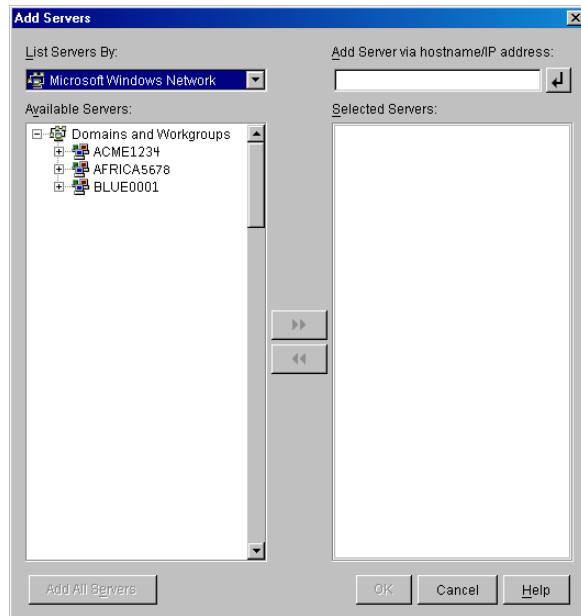 Add Servers
List Servers By:
Add Server via hostname/IP address:
Microsoft Windows Network
Available Servers:
Selected Servers:
Domains and Workgroups
ACME1234
AFRICA5678
BLUE0001
Add All Servers
OK
Cancel
Help